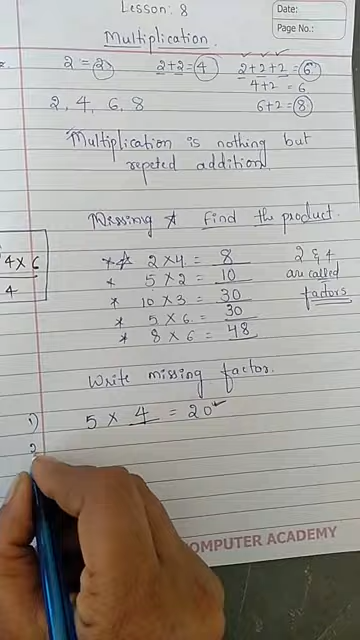 Lesson: 8
Date:
Page No.:
Multiplication.
2 = 2 2+2 = 4 2+2+2 = 6
4+2 = 6
2, 4, 6, 8 6+2 = 8
Multiplication is nothing but
repeted addition.
Missing * Find the product.
4 x 6
4
** 2 x 4 = 8 2 & 4
* 5 x 2 = 10 are called
* 10 x 3 = 30 factors
* 5 x 6 = 30
* 8 x 6 = 48
Write missing factor.
1) 5 x 4 = 20 ✓
2
COMPUTER ACADEMY